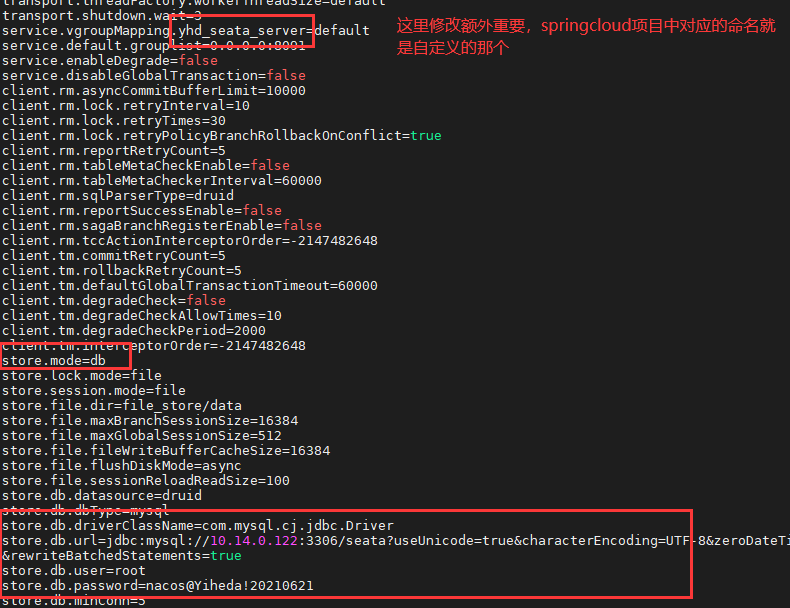 transport.threadFactory.workerThreadSize=default
transport.shutdown.wait=3
service.vgroupMapping.yhd_seata_server=default
这里修改额外重要，springcloud项目中对应的命名就
是自定义的那个
service.default.grouplist=0.0.0.0:8091
service.enableDegrade=false
service.disableGlobalTransaction=false
client.rm.asyncCommitBufferLimit=10000
client.rm.lock.retryInterval=10
client.rm.lock.retryTimes=30
client.rm.lock.retryPolicyBranchRollbackOnConflict=true
client.rm.reportRetryCount=5
client.rm.tableMetaCheckEnable=false
client.rm.tableMetaCheckerInterval=60000
client.rm.sqlParserType=druid
client.rm.reportSuccessEnable=false
client.rm.sagaBranchRegisterEnable=false
client.rm.tccActionInterceptorOrder=-2147482648
client.tm.commitRetryCount=5
client.tm.rollbackRetryCount=5
client.tm.defaultGlobalTransactionTimeout=60000
client.tm.degradeCheck=false
client.tm.degradeCheckAllowTimes=10
client.tm.degradeCheckPeriod=2000
client.tm.interceptorOrder=-2147482648
store.mode=db
store.lock.mode=file
store.session.mode=file
store.file.dir=file_store/data
store.file.maxBranchSessionSize=16384
store.file.maxGlobalSessionSize=512
store.file.fileWriteBufferCacheSize=16384
store.file.flushDiskMode=async
store.file.sessionReloadReadSize=100
store.db.datasource=druid
store.db.dbType=mysql
store.db.driverClassName=com.mysql.cj.jdbc.Driver
store.db.url=jdbc:mysql://10.14.0.122:3306/seata?useUnicode=true&characterEncoding=UTF-8&zeroDateTi
&rewriteBatchedStatements=true
store.db.user=root
store.db.password=nacos@Yiheda!20210621
store.db.minConn=5